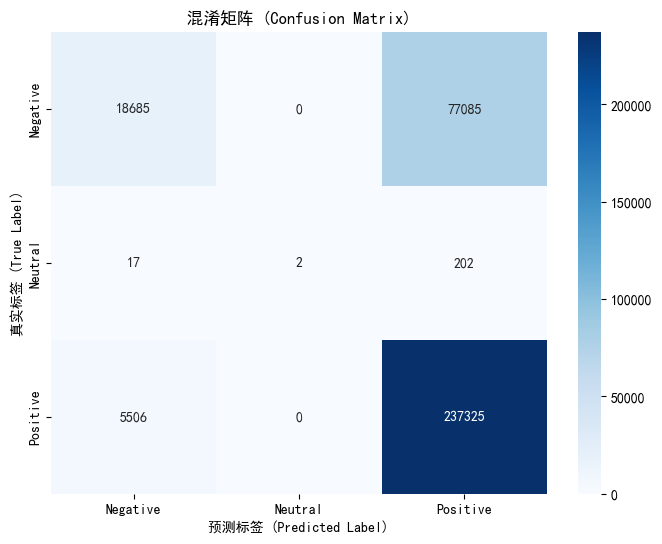 混淆矩阵 (Confusion Matrix)
真实标签 (True Label)
Negative
18685 0 77085
Neutral
17 2 202
Positive
5506 0 237325
Negative Neutral Positive
预测标签 (Predicted Label)
200000
150000
100000
50000
0